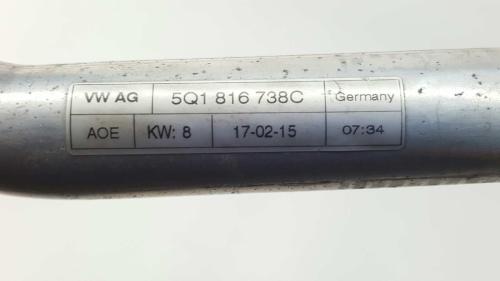 VW AG 5Q1 816 738C Germany
AOE KW: 8 17-02-15 07:34